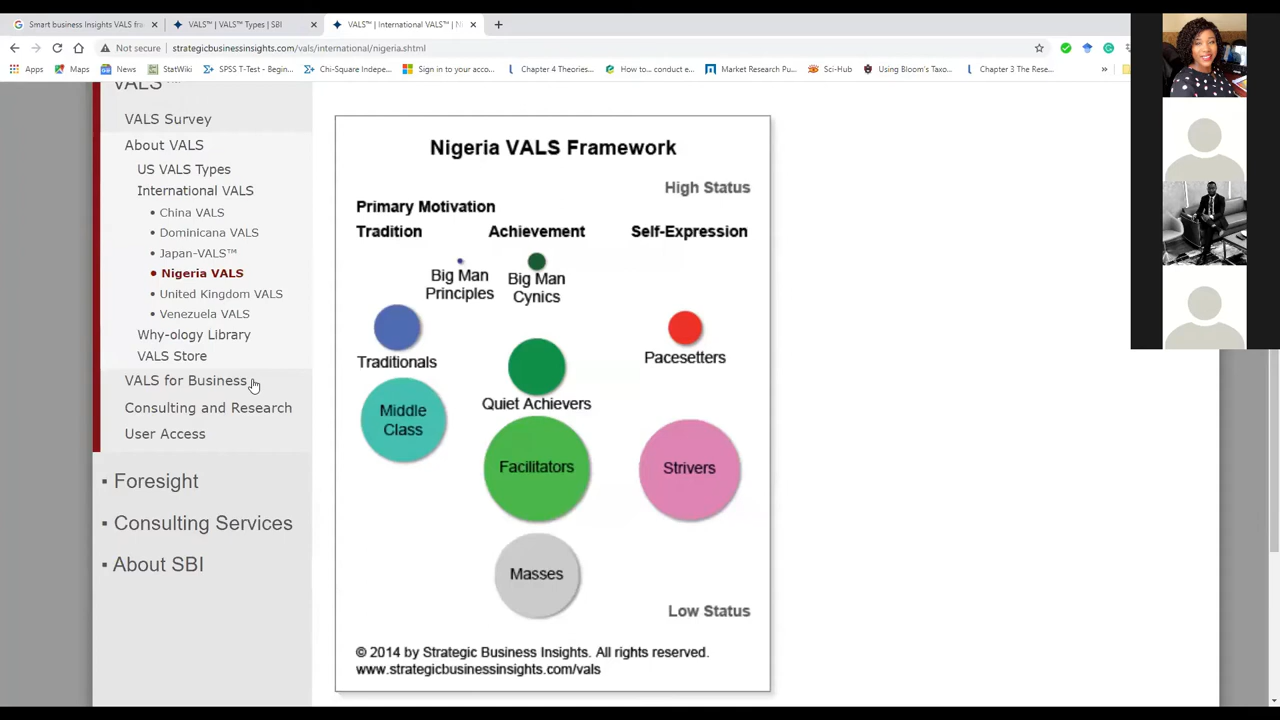 Smart business Insights VALS fra
VALS™ | VALS™ Types | SBI
VALS™ | International VALS™ | N
Not secure
strategicbusinessinsights.com/vals/international/nigeria.shtml
Apps
Maps
News
StatWiki
SPSS T-Test - Begin...
Chi-Square Indepe...
Sign in to your acco...
Chapter 4 Theories...
How to... conduct e...
Market Research Pu...
Sci-Hub
Using Bloom's Taxo...
Chapter 3 The Rese...
»
VALS™
VALS Survey
About VALS
US VALS Types
International VALS
• China VALS
• Dominicana VALS
• Japan-VALS™
• Nigeria VALS
• United Kingdom VALS
• Venezuela VALS
Why-ology Library
VALS Store
VALS for Business
Consulting and Research
User Access
Foresight
Consulting Services
About SBI
Nigeria VALS Framework
High Status
Primary Motivation
Tradition
Achievement
Self-Expression
Big Man
Principles
Big Man
Cynics
Traditionals
Pacesetters
Middle
Class
Quiet Achievers
Facilitators
Strivers
Masses
Low Status
© 2014 by Strategic Business Insights. All rights reserved.
www.strategicbusinessinsights.com/vals